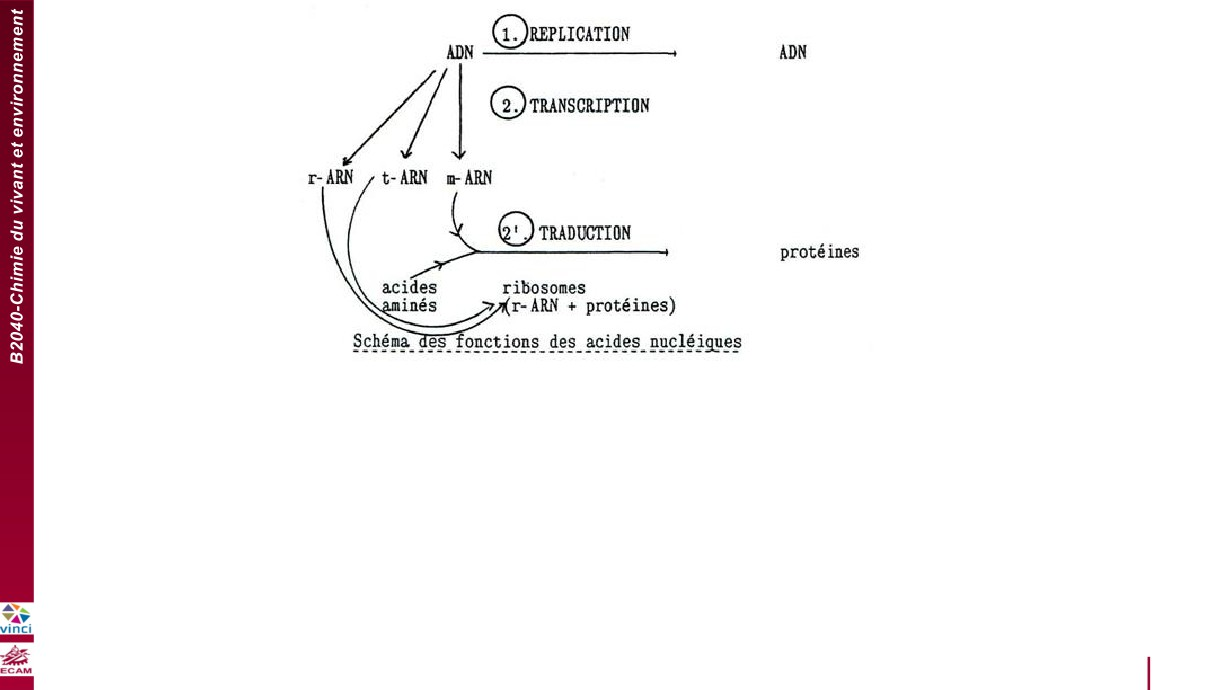 B2040-Chimie du vivant et environnement
1. REPLICATION
ADN
ADN
2. TRANSCRIPTION
r-ARN t-ARN m-ARN
2'. TRADUCTION
protéines
acides ribosomes
aminés (r-ARN + protéines)
Schéma des fonctions des acides nucléiques
vinci
ECAM